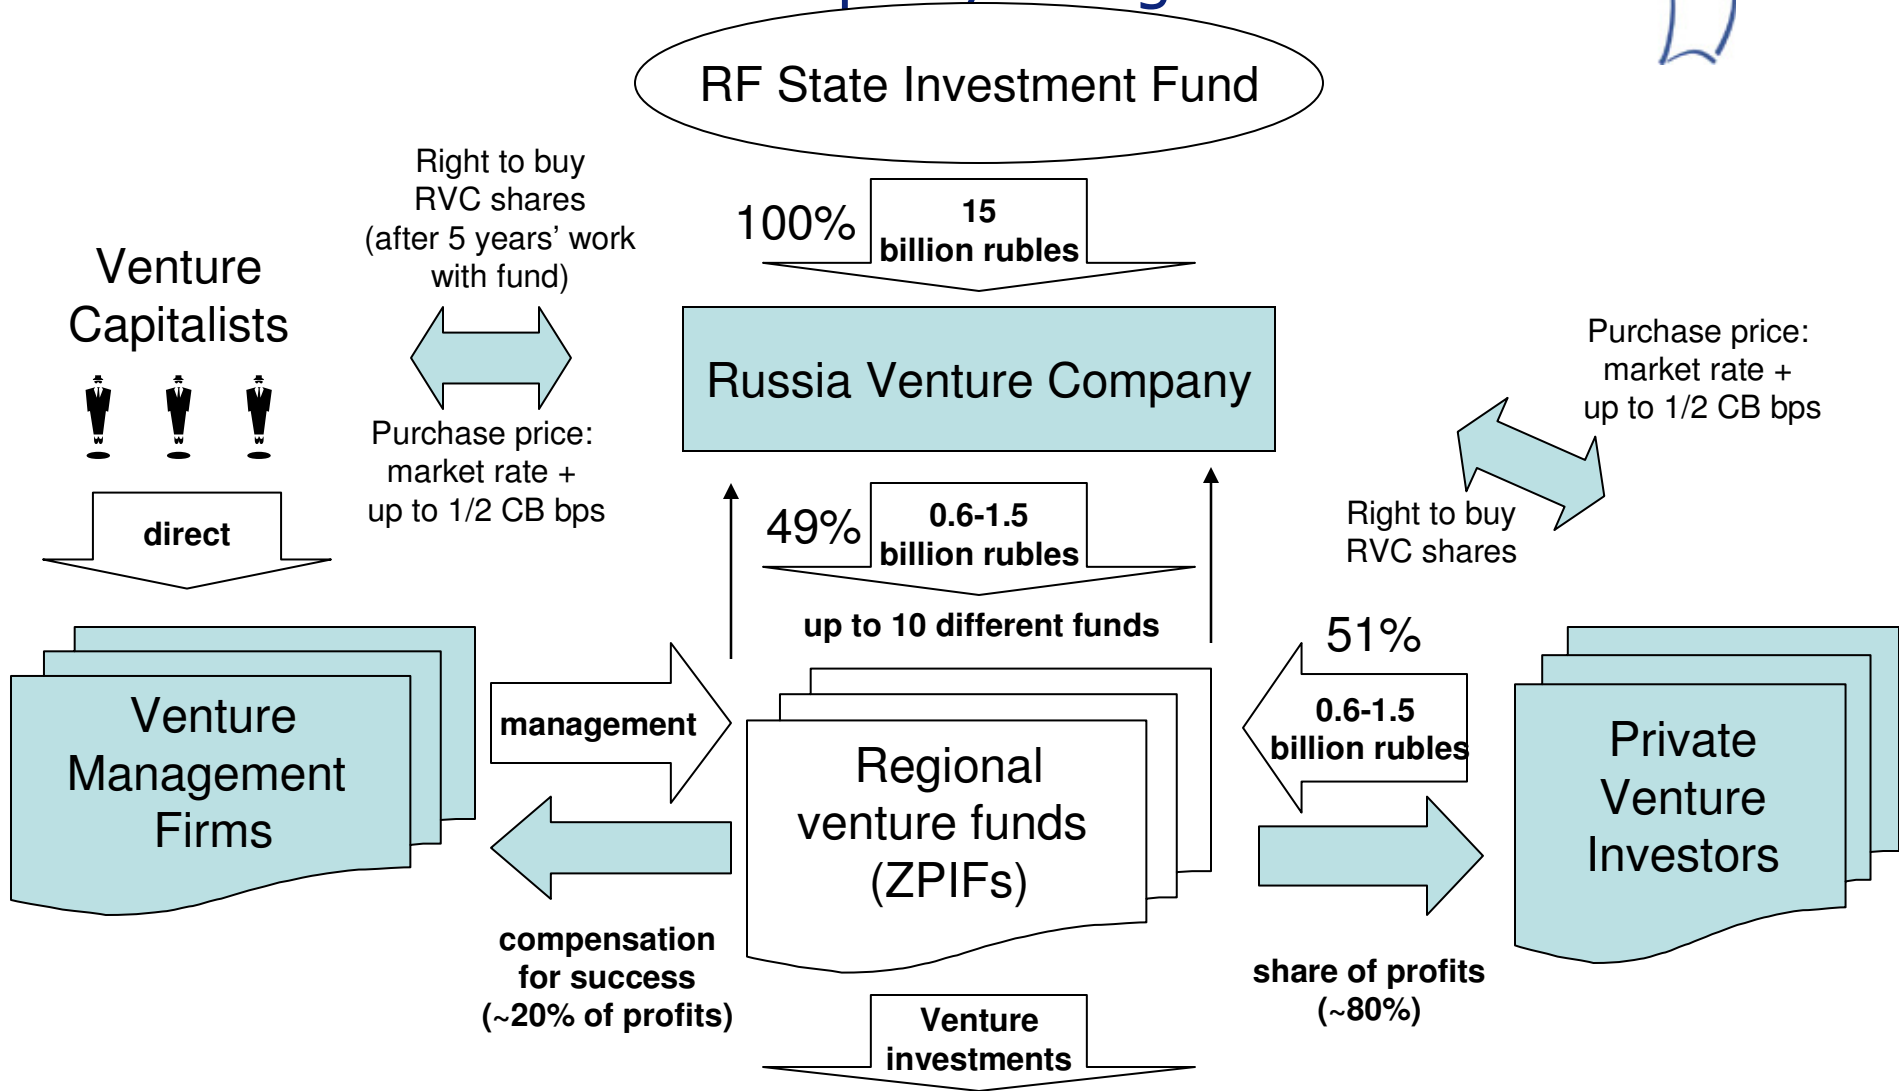 RF State Investment Fund
Right to buy
RVC shares
(after 5 years’ work
with fund)
100%
15
billion rubles
Venture
Capitalists
Russia Venture Company
Purchase price:
market rate +
up to 1/2 CB bps
Purchase price:
market rate +
up to 1/2 CB bps
direct
49%
0.6-1.5
billion rubles
Right to buy
RVC shares
up to 10 different funds
51%
Venture
Management
Firms
management
Regional
venture funds
(ZPIFs)
0.6-1.5
billion rubles
Private
Venture
Investors
compensation
for success
(~20% of profits)
share of profits
(~80%)
Venture
investments